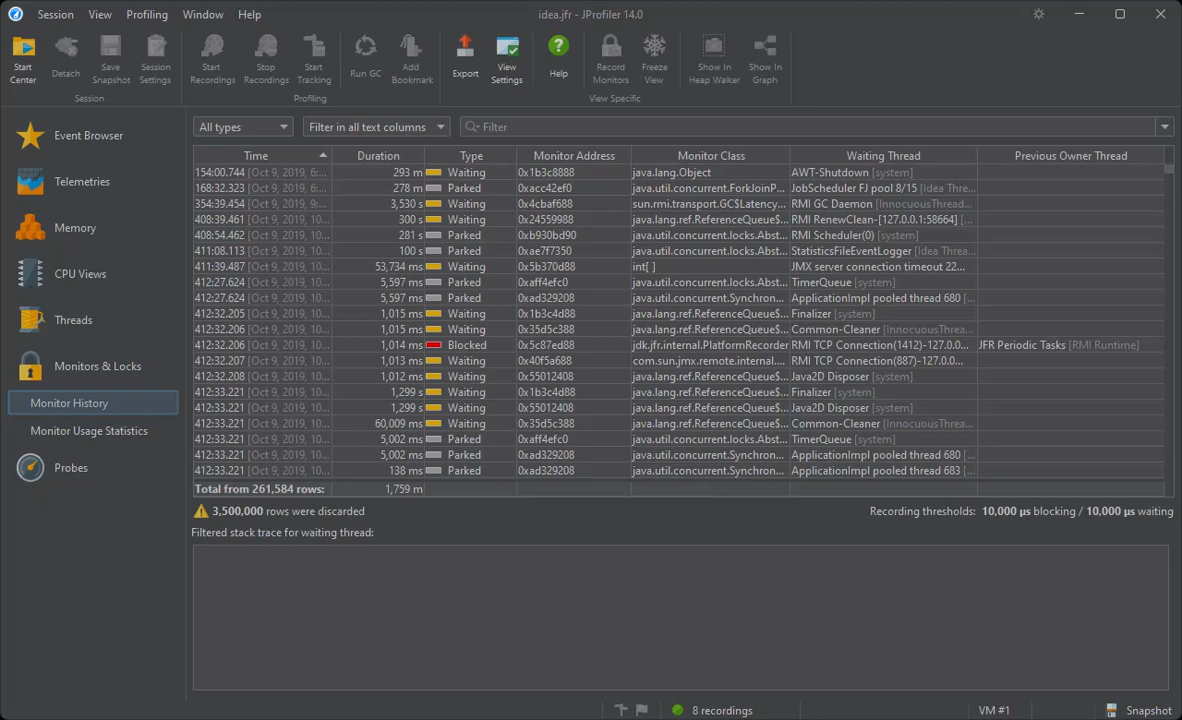 Session View Profiling Window Help idea.jfr - JProfiler 14.0
Start Center Detach Save Snapshot Session Settings Start Recordings Stop Recordings Start Tracking Run GC Add Bookmark Export View Settings Help Record Monitors Freeze View Show In Heap Walker Show In Graph
Session Profiling View Specific
Event Browser
Telemetries
Memory
CPU Views
Threads
Monitors & Locks
Monitor History
Monitor Usage Statistics
Probes
All types Filter in all text columns Filter
Time Duration Type Monitor Address Monitor Class Waiting Thread Previous Owner Thread
154:00.744 [Oct 9, 2019, 6:... 293 m Waiting 0x1b3c8888 java.lang.Object AWT-Shutdown [system]
168:32.323 [Oct 9, 2019, 6:... 278 m Parked 0xacc42ef0 java.util.concurrent.ForkJoinP... JobScheduler FJ pool 8/15 [Idea Thre...
354:39.454 [Oct 9, 2019, 9:... 3,530 s Waiting 0x4cbaf688 sun.rmi.transport.GC$Latency... RMI GC Daemon [InnocuousThrea...
408:39.461 [Oct 9, 2019, 10... 300 s Waiting 0x24559988 java.lang.ref.ReferenceQueue$... RMI RenewClean-[127.0.0.1:58664] [...
408:54.462 [Oct 9, 2019, 10... 281 s Parked 0xb930bd90 java.util.concurrent.locks.Abst... RMI Scheduler(0) [system]
411:08.113 [Oct 9, 2019, 10... 100 s Parked 0xae7f7350 java.util.concurrent.locks.Abst... StatisticsFileEventLogger [Idea Threa...
411:39.487 [Oct 9, 2019, 10... 53,734 ms Waiting 0x5b370d88 int[ ] JMX server connection timeout 22...
412:27.624 [Oct 9, 2019, 10... 5,597 ms Parked 0xaff4efc0 java.util.concurrent.locks.Abst... TimerQueue [system]
412:27.624 [Oct 9, 2019, 10... 5,597 ms Parked 0xad329208 java.util.concurrent.Synchron... ApplicationImpl pooled thread 680 [...
412:32.205 [Oct 9, 2019, 10... 1,015 ms Waiting 0x1b3c4d88 java.lang.ref.ReferenceQueue$... Finalizer [system]
412:32.206 [Oct 9, 2019, 10... 1,015 ms Waiting 0x35d5c388 java.lang.ref.ReferenceQueue$... Common-Cleaner [InnocuousThrea...
412:32.206 [Oct 9, 2019, 10... 1,014 ms Blocked 0x5c87ed88 jdk.jfr.internal.PlatformRecorder RMI TCP Connection(1412)-127.0.0... JFR Periodic Tasks [RMI Runtime]
412:32.207 [Oct 9, 2019, 10... 1,013 ms Waiting 0x40f5a688 com.sun.jmx.remote.internal.... RMI TCP Connection(887)-127.0.0...
412:32.208 [Oct 9, 2019, 10... 1,012 ms Waiting 0x55012408 java.lang.ref.ReferenceQueue$... Java2D Disposer [system]
412:33.221 [Oct 9, 2019, 10... 1,299 s Waiting 0x1b3c4d88 java.lang.ref.ReferenceQueue$... Finalizer [system]
412:33.221 [Oct 9, 2019, 10... 1,299 s Waiting 0x55012408 java.lang.ref.ReferenceQueue$... Java2D Disposer [system]
412:33.221 [Oct 9, 2019, 10... 60,009 ms Waiting 0x35d5c388 java.lang.ref.ReferenceQueue$... Common-Cleaner [InnocuousThrea...
412:33.221 [Oct 9, 2019, 10... 5,002 ms Parked 0xaff4efc0 java.util.concurrent.locks.Abst... TimerQueue [system]
412:33.221 [Oct 9, 2019, 10... 5,002 ms Parked 0xad329208 java.util.concurrent.Synchron... ApplicationImpl pooled thread 680 [...
412:33.221 [Oct 9, 2019, 10... 138 ms Parked 0xad329208 java.util.concurrent.Synchron... ApplicationImpl pooled thread 683 [...
Total from 261,584 rows: 1,759 m
3,500,000 rows were discarded Recording thresholds: 10,000 µs blocking / 10,000 µs waiting
Filtered stack trace for waiting thread:
8 recordings VM #1 Snapshot